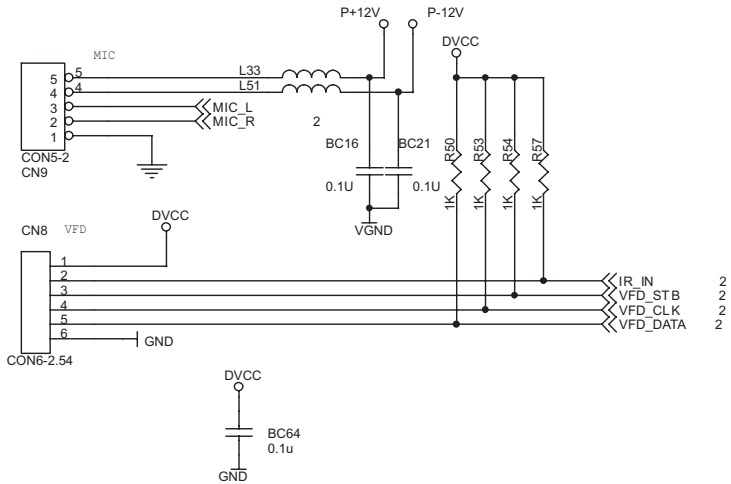 P+12V P-12V
DVCC
MIC
5 5 L33
4 4 L51
3 MIC_L
2 MIC_R
1
2
CON5-2
CN9
BC16 BC21
0.1U 0.1U
VGND
R50 R53 R54 R57
1K 1K 1K 1K
CN8 VFD
DVCC
1
2 IR_IN 2
3 VFD_STB 2
4 VFD_CLK 2
5 VFD_DATA 2
6 GND
CON6-2.54
DVCC
BC64
0.1u
GND